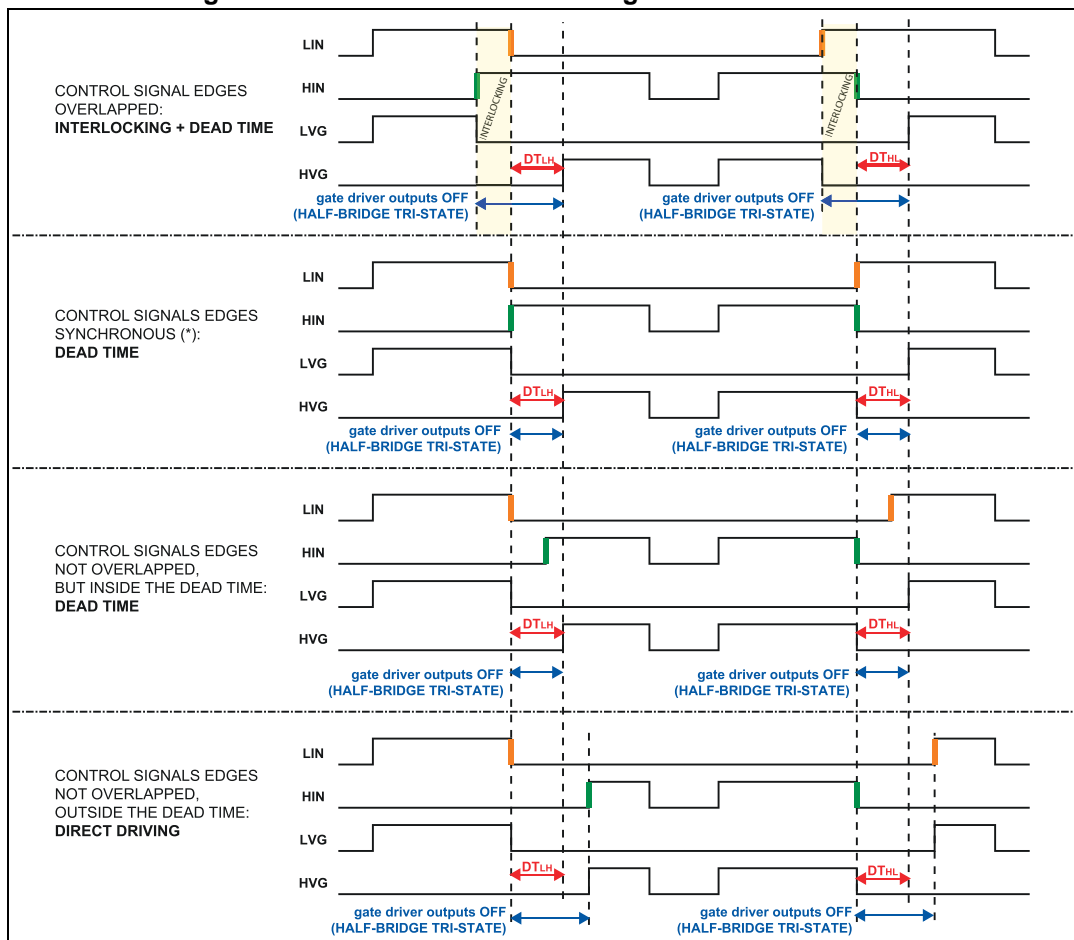 LIN
HIN
LVG
HVG
CONTROL SIGNAL EDGES
OVERLAPPED:
INTERLOCKING + DEAD TIME
INTERLOCKING
INTERLOCKING
DTLH
DTHL
gate driver outputs OFF
(HALF-BRIDGE TRI-STATE)
gate driver outputs OFF
(HALF-BRIDGE TRI-STATE)
LIN
HIN
LVG
HVG
CONTROL SIGNALS EDGES
SYNCHRONOUS (*):
DEAD TIME
DTLH
DTHL
gate driver outputs OFF
(HALF-BRIDGE TRI-STATE)
gate driver outputs OFF
(HALF-BRIDGE TRI-STATE)
LIN
HIN
LVG
HVG
CONTROL SIGNALS EDGES
NOT OVERLAPPED,
BUT INSIDE THE DEAD TIME:
DEAD TIME
DTLH
DTHL
gate driver outputs OFF
(HALF-BRIDGE TRI-STATE)
gate driver outputs OFF
(HALF-BRIDGE TRI-STATE)
LIN
HIN
LVG
HVG
CONTROL SIGNALS EDGES
NOT OVERLAPPED,
OUTSIDE THE DEAD TIME:
DIRECT DRIVING
DTLH
DTHL
gate driver outputs OFF
(HALF-BRIDGE TRI-STATE)
gate driver outputs OFF
(HALF-BRIDGE TRI-STATE)